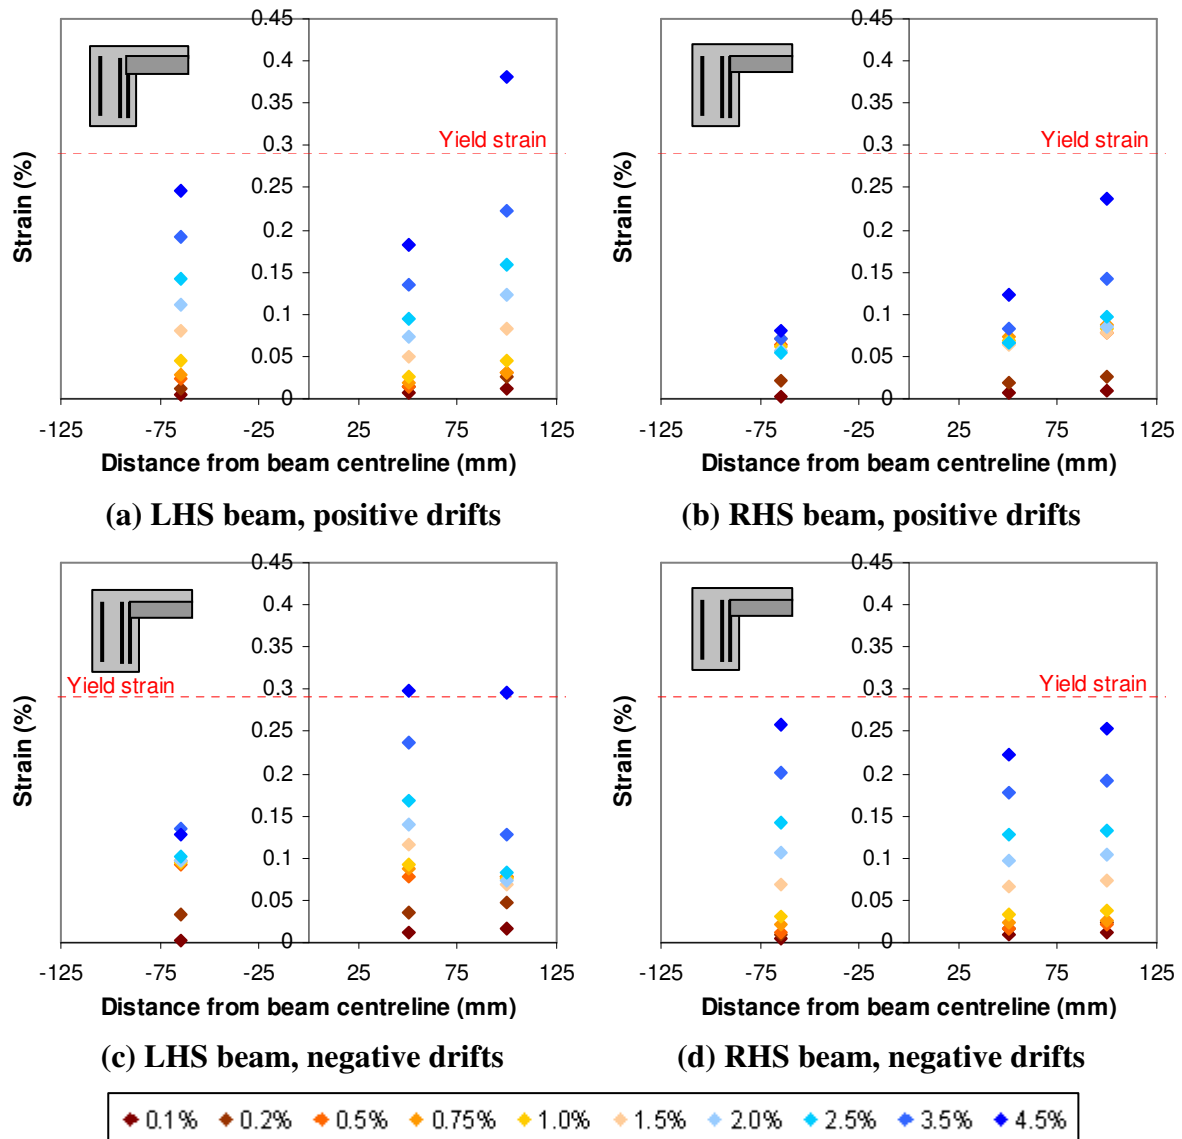 0.45
0.4
0.35
0.3
0.25
0.2
0.15
0.1
0.05
0
Yield strain
Strain (%)
-125 -75 -25 25 75 125
Distance from beam centreline (mm)
(a) LHS beam, positive drifts
0.45
0.4
0.35
0.3
0.25
0.2
0.15
0.1
0.05
0
Yield strain
Strain (%)
-125 -75 -25 25 75 125
Distance from beam centreline (mm)
(b) RHS beam, positive drifts
0.45
0.4
0.35
0.3
0.25
0.2
0.15
0.1
0.05
0
Yield strain
Strain (%)
-125 -75 -25 25 75 125
Distance from beam centreline (mm)
(c) LHS beam, negative drifts
0.45
0.4
0.35
0.3
0.25
0.2
0.15
0.1
0.05
0
Yield strain
Strain (%)
-125 -75 -25 25 75 125
Distance from beam centreline (mm)
(d) RHS beam, negative drifts
0.1% 0.2% 0.5% 0.75% 1.0% 1.5% 2.0% 2.5% 3.5% 4.5%